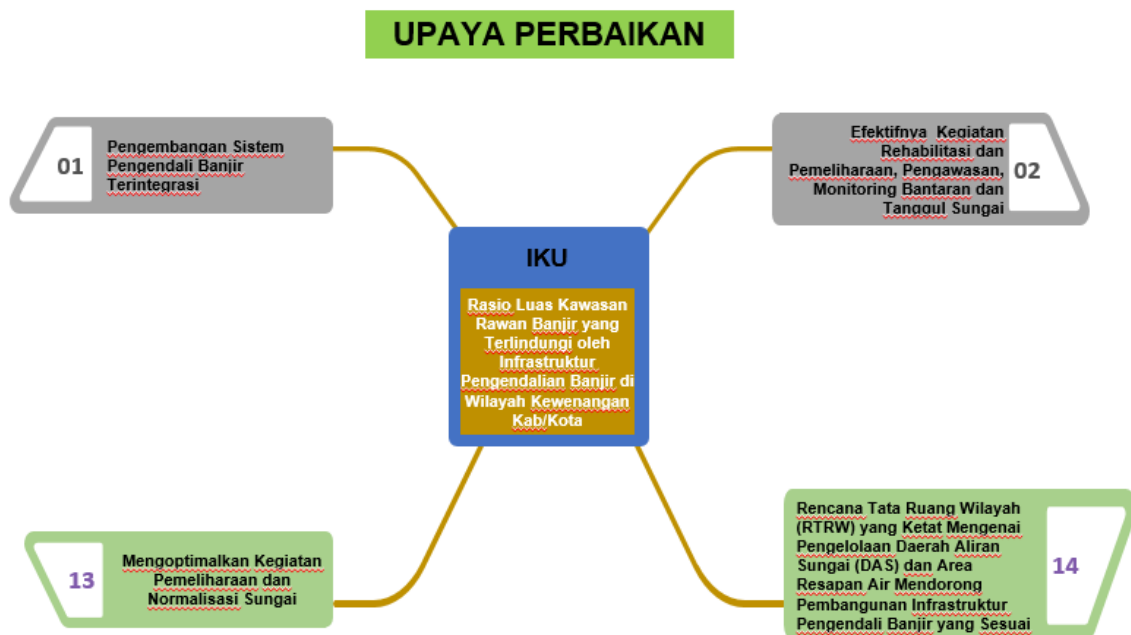 UPAYA PERBAIKAN
01
Pengembangan Sistem
Pengendali Banjir
Terintegrasi
Efektifnya Kegiatan
Rehabilitasi dan
Pemeliharaan, Pengawasan,
Monitoring Bantaran dan
Tanggul Sungai
02
IKU
Rasio Luas Kawasan
Rawan Banjir yang
Terlindungi oleh
Infrastruktur
Pengendalian Banjir di
Wilayah Kewenangan
Kab/Kota
13
Mengoptimalkan Kegiatan
Pemeliharaan dan
Normalisasi Sungai
Rencana Tata Ruang Wilayah
(RTRW) yang Ketat Mengenai
Pengelolaan Daerah Aliran
Sungai (DAS) dan Area
Resapan Air Mendorong
Pembangunan Infrastruktur
Pengendali Banjir yang Sesuai
14